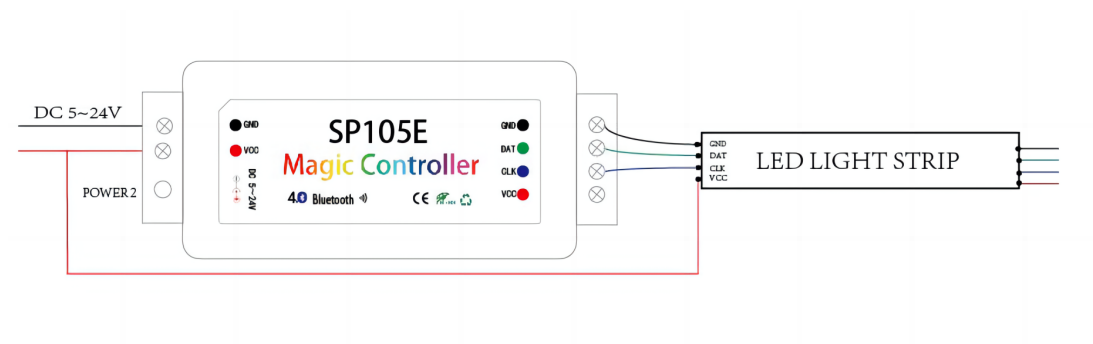 DC 5~24V
GND
VCC
POWER 2
DC 5~24V
SP105E
Magic Controller
4.0 Bluetooth
CE
GND
DAT
CLK
VCC
GND
DAT
CLK
VCC
LED LIGHT STRIP